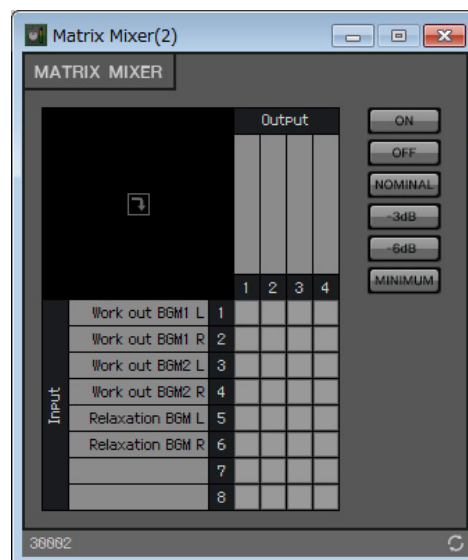 Matrix Mixer(2)
MATRIX MIXER
Output
ON
OFF
NOMINAL
-3dB
-6dB
MINIMUM
1 2 3 4
Input
Work out BGM1 L 1
Work out BGM1 R 2
Work out BGM2 L 3
Work out BGM2 R 4
Relaxation BGM L 5
Relaxation BGM R 6
7
8
30002